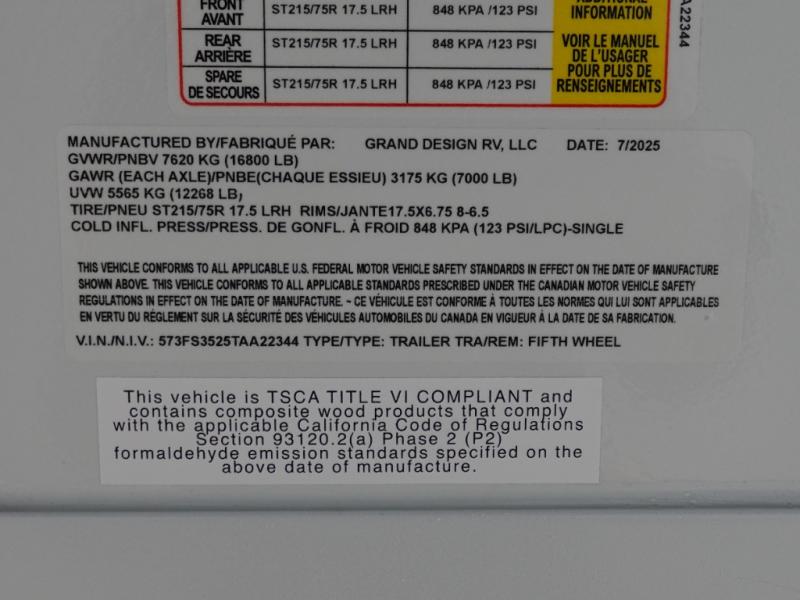 FRONT
AVANT
ST215/75R 17.5 LRH
848 KPA /123 PSI
ADDITIONAL
INFORMATION
REAR
ARRIÈRE
ST215/75R 17.5 LRH
848 KPA /123 PSI
VOIR LE MANUEL
DE L'USAGER
POUR PLUS DE
RENSEIGNEMENTS
SPARE
DE SECOURS
ST215/75R 17.5 LRH
848 KPA /123 PSI
A22344
MANUFACTURED BY/FABRIQUÉ PAR: GRAND DESIGN RV, LLC DATE: 7/2025
GVWR/PNBV 7620 KG (16800 LB)
GAWR (EACH AXLE)/PNBE(CHAQUE ESSIEU) 3175 KG (7000 LB)
UVW 5565 KG (12268 LB)
TIRE/PNEU ST215/75R 17.5 LRH RIMS/JANTE17.5X6.75 8-6.5
COLD INFL. PRESS/PRESS. DE GONFL. À FROID 848 KPA (123 PSI/LPC)-SINGLE
THIS VEHICLE CONFORMS TO ALL APPLICABLE U.S. FEDERAL MOTOR VEHICLE SAFETY STANDARDS IN EFFECT ON THE DATE OF MANUFACTURE
SHOWN ABOVE. THIS VEHICLE CONFORMS TO ALL APPLICABLE STANDARDS PRESCRIBED UNDER THE CANADIAN MOTOR VEHICLE SAFETY
REGULATIONS IN EFFECT ON THE DATE OF MANUFACTURE. ~ CE VÉHICULE EST CONFORME À TOUTES LES NORMES QUI LUI SONT APPLICABLES
EN VERTU DU RÉGLEMENT SUR LA SÉCURITÉ DES VÉHICULES AUTOMOBILES DU CANADA EN VIGUEUR À LA DATE DE SA FABRICATION.
V.I.N./N.I.V.: 573FS3525TAA22344 TYPE/TYPE: TRAILER TRA/REM: FIFTH WHEEL
This vehicle is TSCA TITLE VI COMPLIANT and
contains composite wood products that comply
with the applicable California Code of Regulations
Section 93120.2(a) Phase 2 (P2)
formaldehyde emission standards specified on the
above date of manufacture.